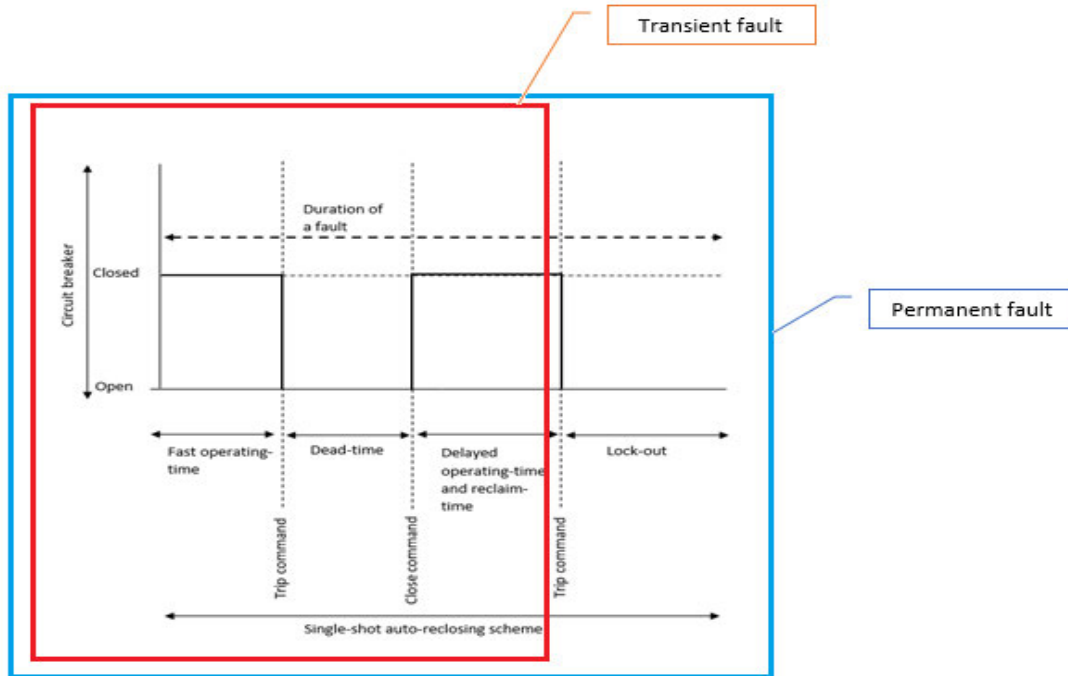 Transient fault
Permanent fault
Duration of
a fault
Circuit breaker
Closed
Open
Fast operating-
time
Dead-time
Delayed
operating-time
and reclaim-
time
Lock-out
Trip command
Close command
Trip command
Single-shot auto-reclosing scheme